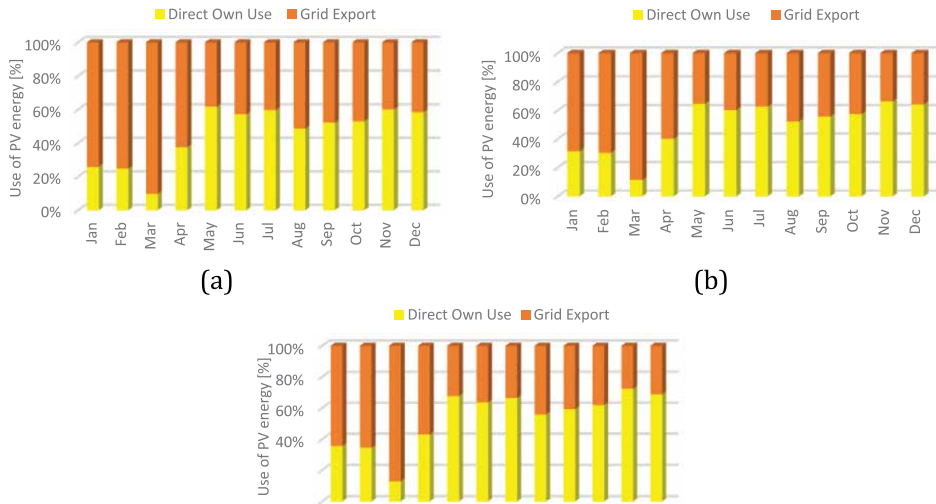 Direct Own Use Grid Export
Use of PV energy [%]
100%
80%
60%
40%
20%
0%
Jan Feb Mar Apr May Jun Jul Aug Sep Oct Nov Dec
(a)
Direct Own Use Grid Export
Use of PV energy [%]
100%
80%
60%
40%
20%
0%
Jan Feb Mar Apr May Jun Jul Aug Sep Oct Nov Dec
(b)
Direct Own Use Grid Export
Use of PV energy [%]
100%
80%
60%
40%